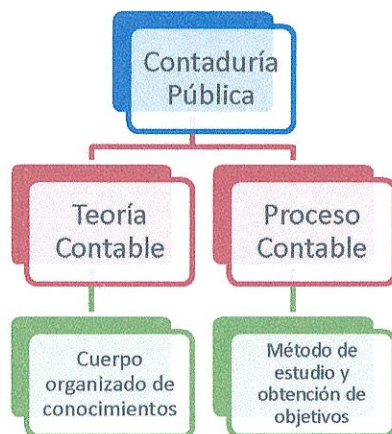 Contaduría
Pública
Teoría
Contable
Proceso
Contable
Cuerpo
organizado de
conocimientos
Método de
estudio y
obtención de
objetivos